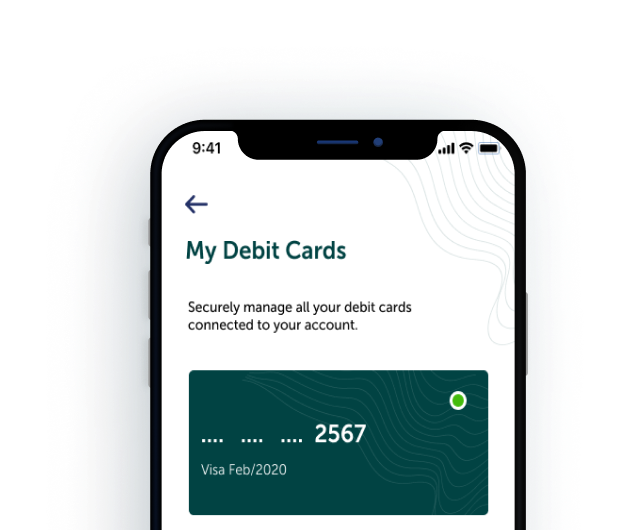 9:41
My Debit Cards
Securely manage all your debit cards
connected to your account.
.... .... .... 2567
Visa Feb/2020